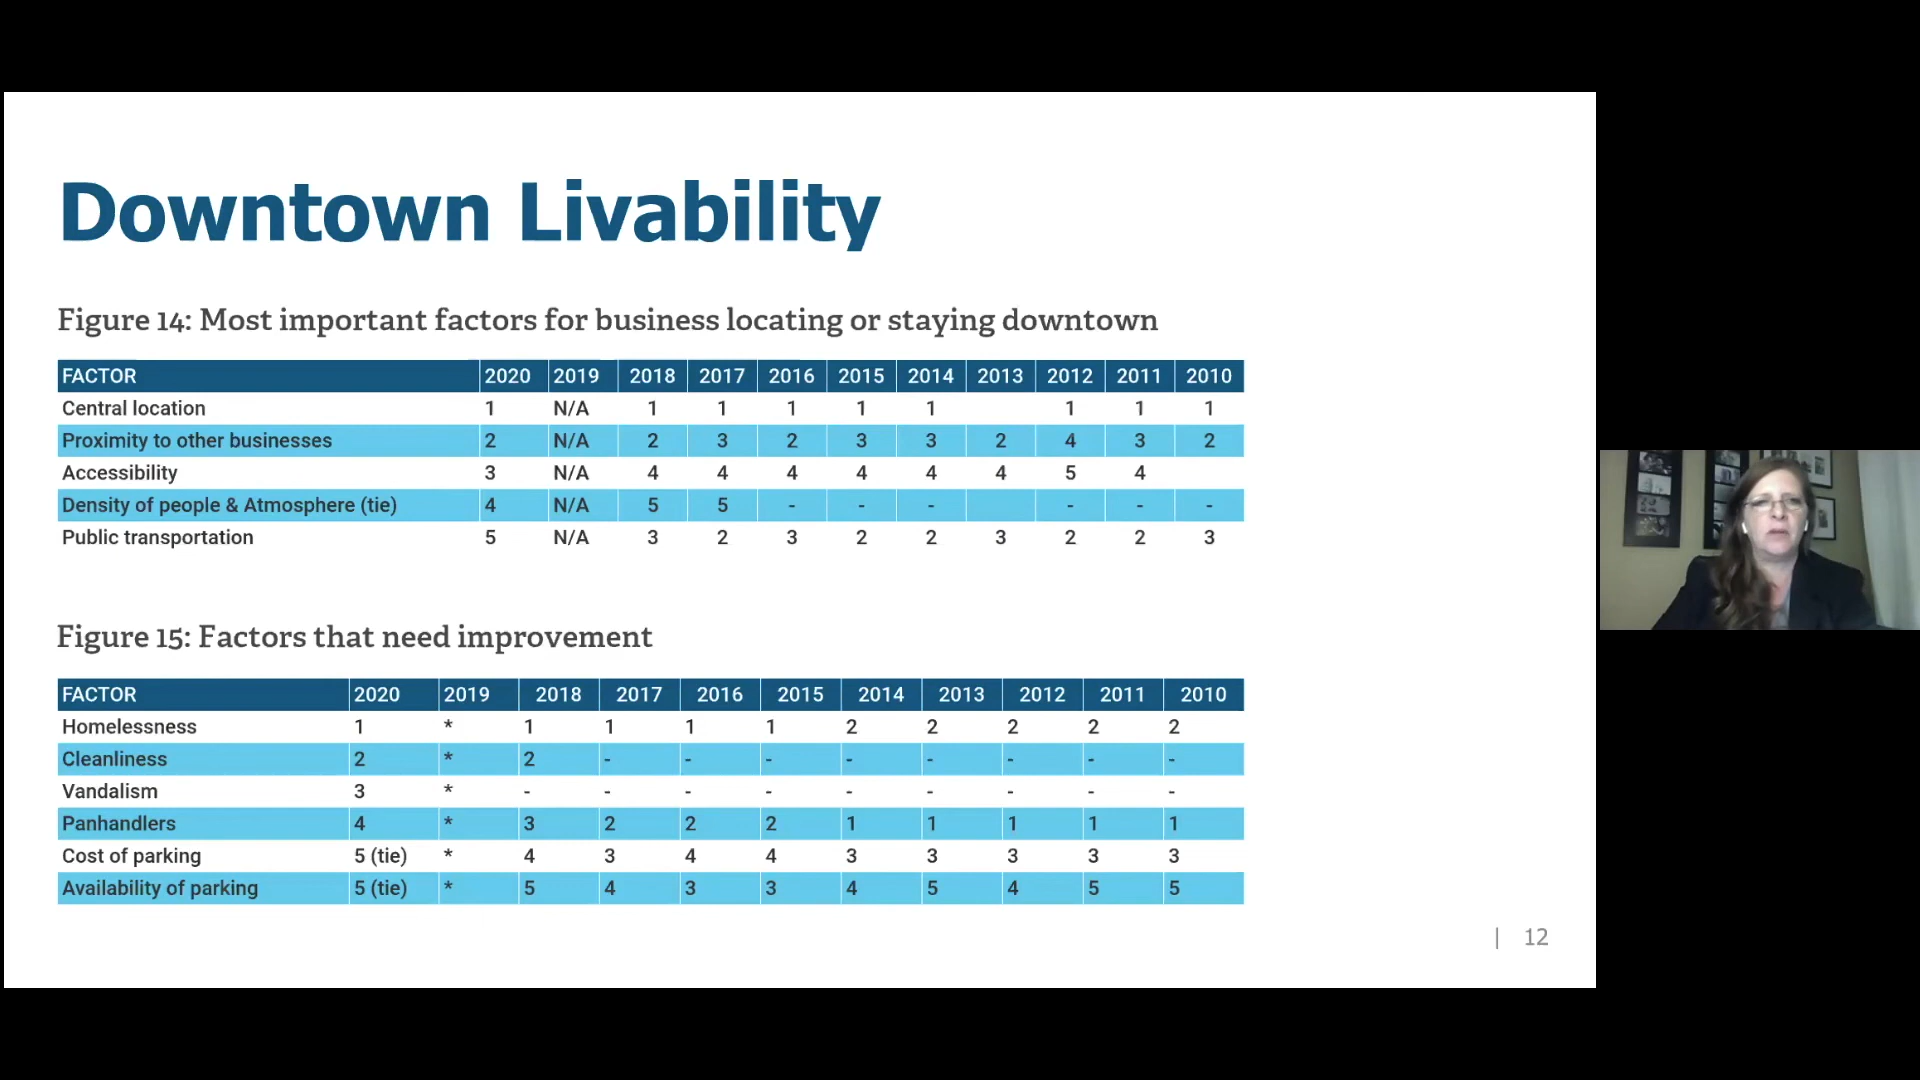 Downtown Livability
Figure 14: Most important factors for business locating or staying downtown
FACTOR 2020 2019 2018 2017 2016 2015 2014 2013 2012 2011 2010
Central location 1 N/A 1 1 1 1 1 1 1 1
Proximity to other businesses 2 N/A 2 3 2 3 3 2 4 3 2
Accessibility 3 N/A 4 4 4 4 4 4 5 4
Density of people & Atmosphere (tie) 4 N/A 5 5 - - - - - -
Public transportation 5 N/A 3 2 3 2 2 3 2 2 3
Figure 15: Factors that need improvement
FACTOR 2020 2019 2018 2017 2016 2015 2014 2013 2012 2011 2010
Homelessness 1 * 1 1 1 1 2 2 2 2 2
Cleanliness 2 * 2 - - - - - - - -
Vandalism 3 * - - - - - - - - -
Panhandlers 4 * 3 2 2 2 1 1 1 1 1
Cost of parking 5 (tie) * 4 3 4 4 3 3 3 3 3
Availability of parking 5 (tie) * 5 4 3 3 4 5 4 5 5
| 12